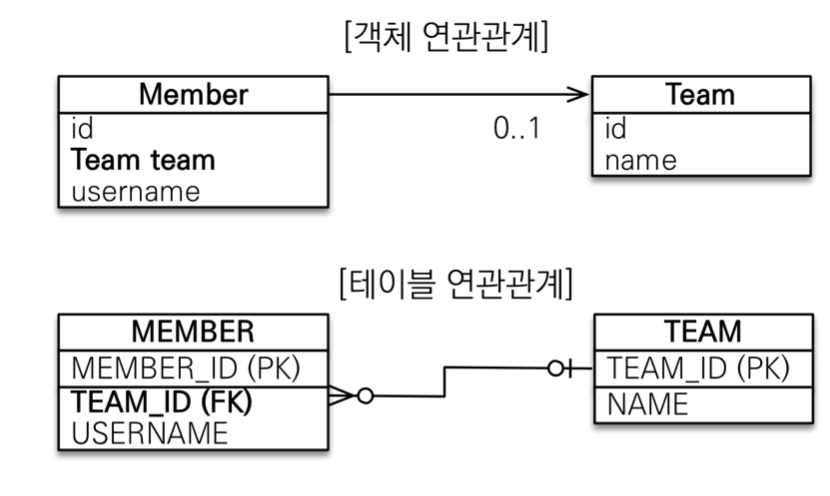 [객체 연관관계]
Member
id
Team team
username
0..1
Team
id
name
[테이블 연관관계]
MEMBER
MEMBER_ID (PK)
TEAM_ID (FK)
USERNAME
TEAM
TEAM_ID (PK)
NAME